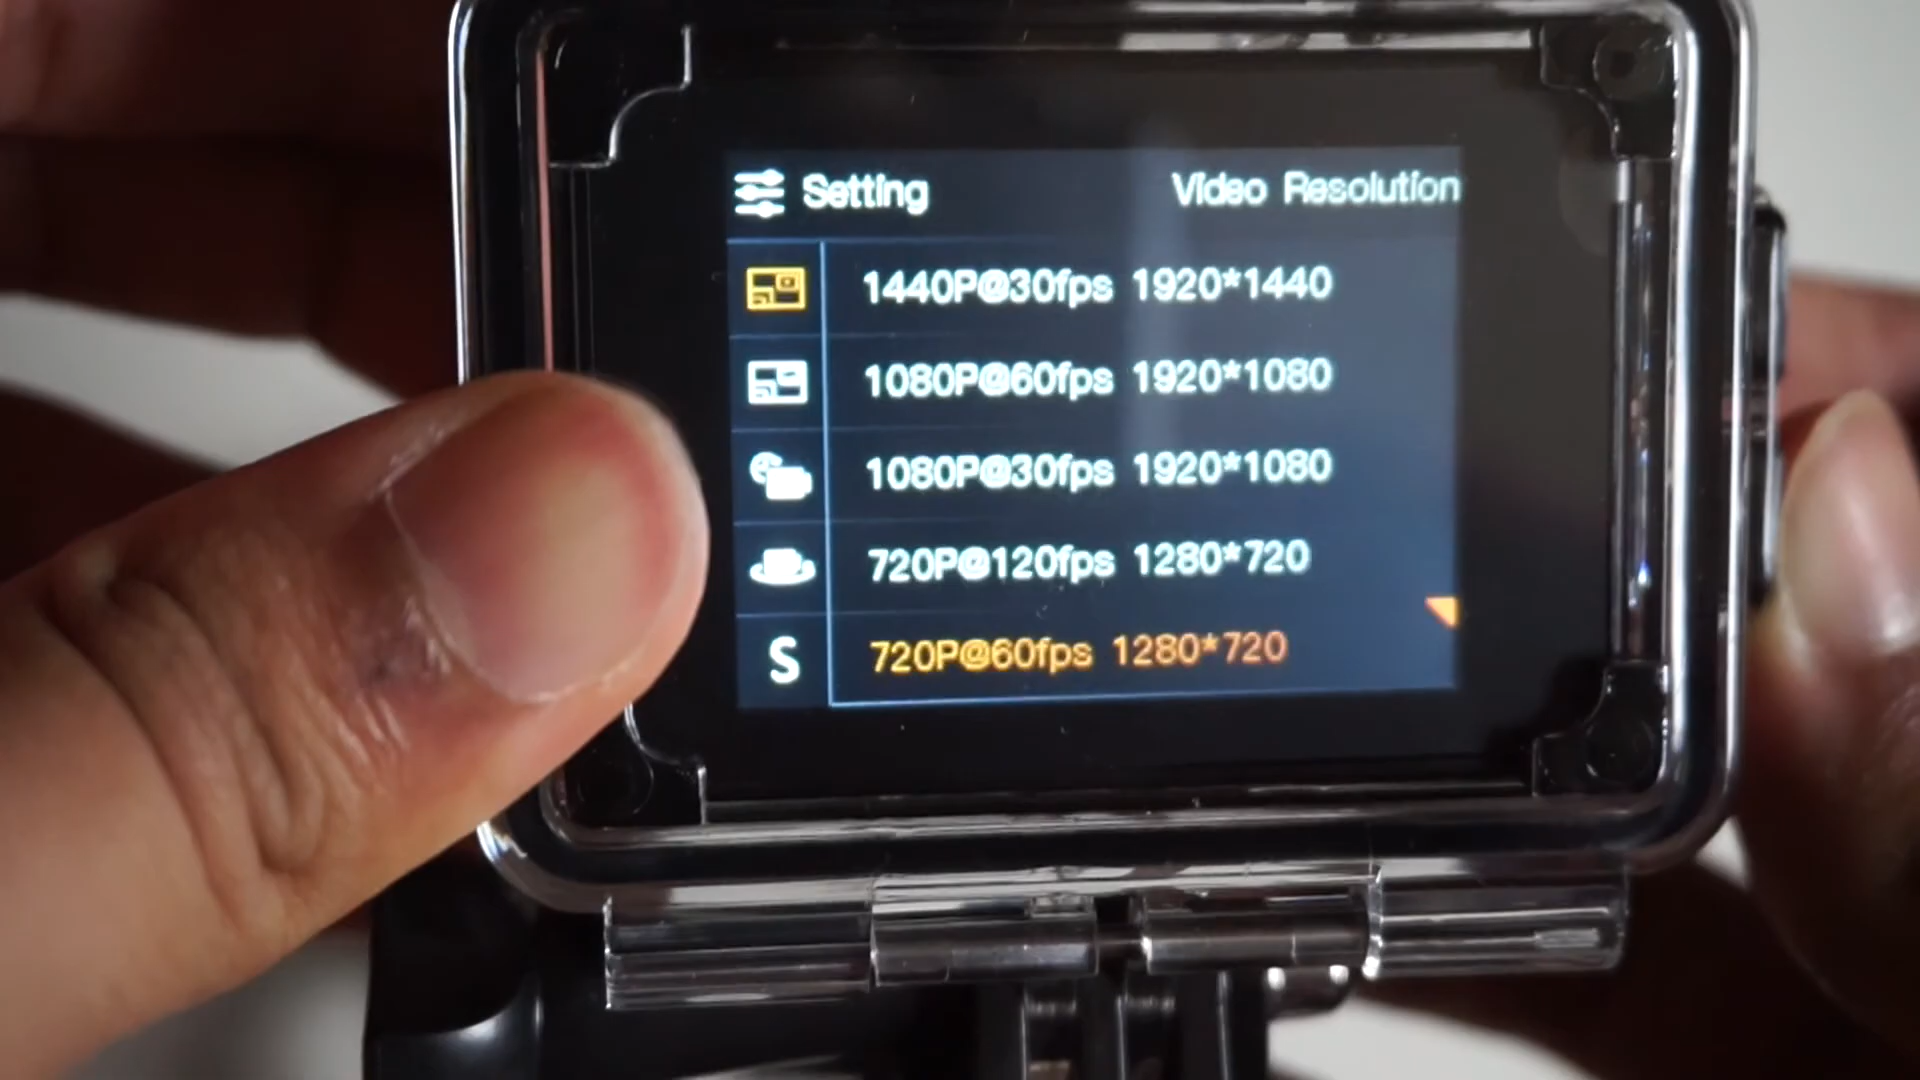 Setting Video Resolution
1440P@30fps 1920*1440
1080P@60fps 1920*1080
1080P@30fps 1920*1080
720P@120fps 1280*720
S 720P@60fps 1280*720